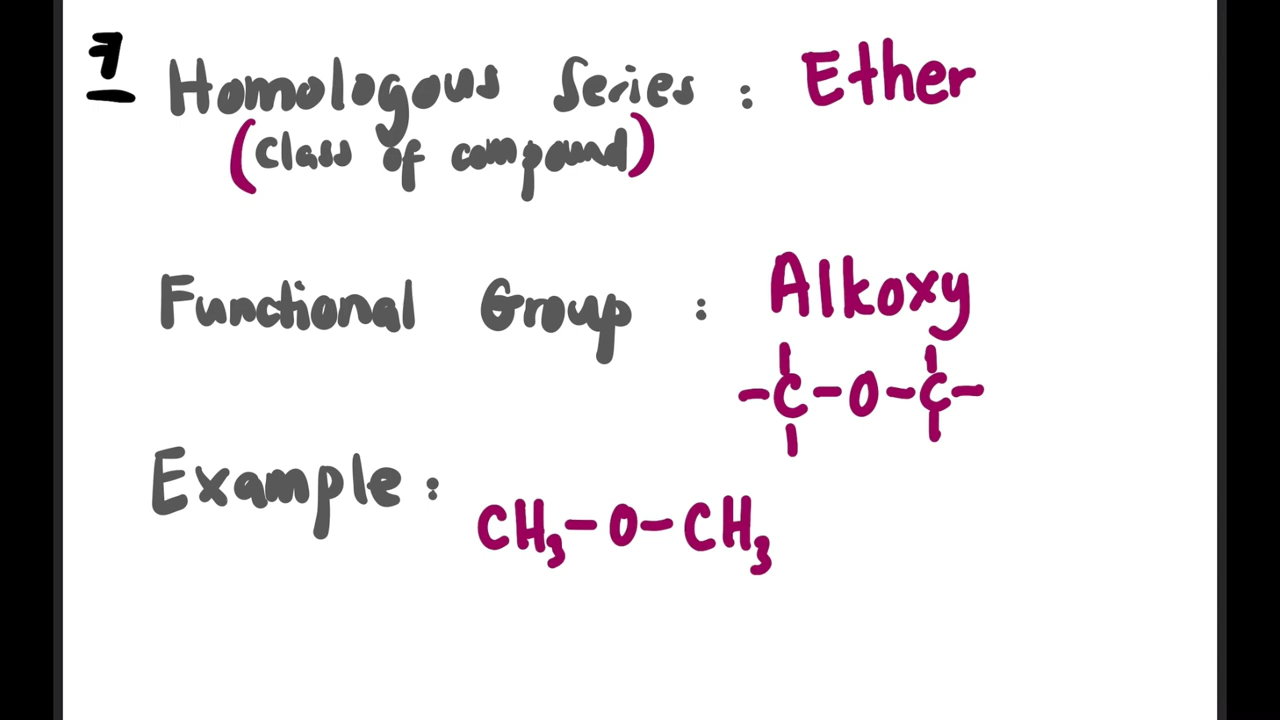 7 Homologous Series : Ether
(Class of compound)
Functional Group : Alkoxy
-C-O-C-
Example :
CH₃-O-CH₃